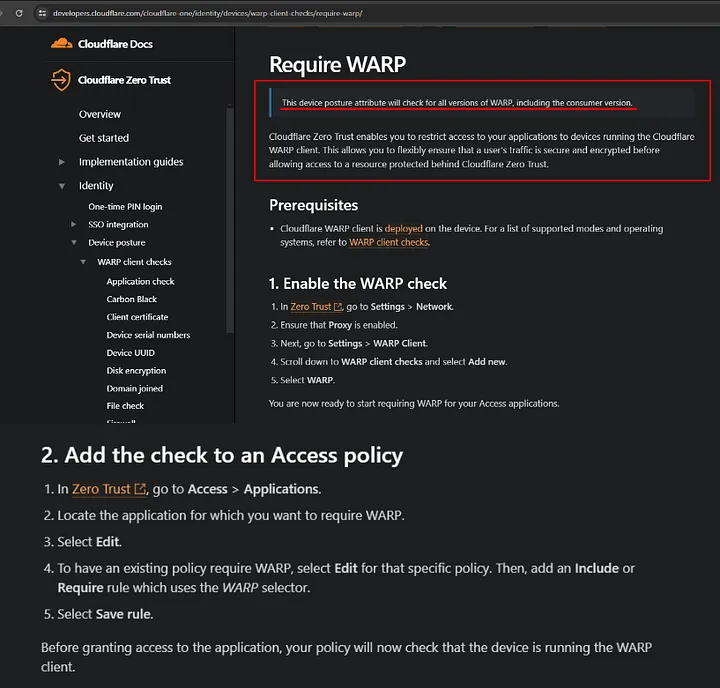 developers.cloudflare.com/cloudflare-one/identity/devices/warp-client-checks/require-warp/
Cloudflare Docs
Cloudflare Zero Trust
Overview
Get started
Implementation guides
Identity
One-time PIN login
SSO integration
Device posture
WARP client checks
Application check
Carbon Black
Client certificate
Device serial numbers
Device UUID
Disk encryption
Domain joined
File check
Firewall
Require WARP
This device posture attribute will check for all versions of WARP, including the consumer version.
Cloudflare Zero Trust enables you to restrict access to your applications to devices running the Cloudflare
WARP client. This allows you to flexibly ensure that a user's traffic is secure and encrypted before
allowing access to a resource protected behind Cloudflare Zero Trust.
Prerequisites
• Cloudflare WARP client is deployed on the device. For a list of supported modes and operating
systems, refer to WARP client checks.
1. Enable the WARP check
1. In Zero Trust, go to Settings > Network.
2. Ensure that Proxy is enabled.
3. Next, go to Settings > WARP Client.
4. Scroll down to WARP client checks and select Add new.
5. Select WARP.
You are now ready to start requiring WARP for your Access applications.
2. Add the check to an Access policy
1. In Zero Trust, go to Access > Applications.
2. Locate the application for which you want to require WARP.
3. Select Edit.
4. To have an existing policy require WARP, select Edit for that specific policy. Then, add an Include or
Require rule which uses the WARP selector.
5. Select Save rule.
Before granting access to the application, your policy will now check that the device is running the WARP
client.